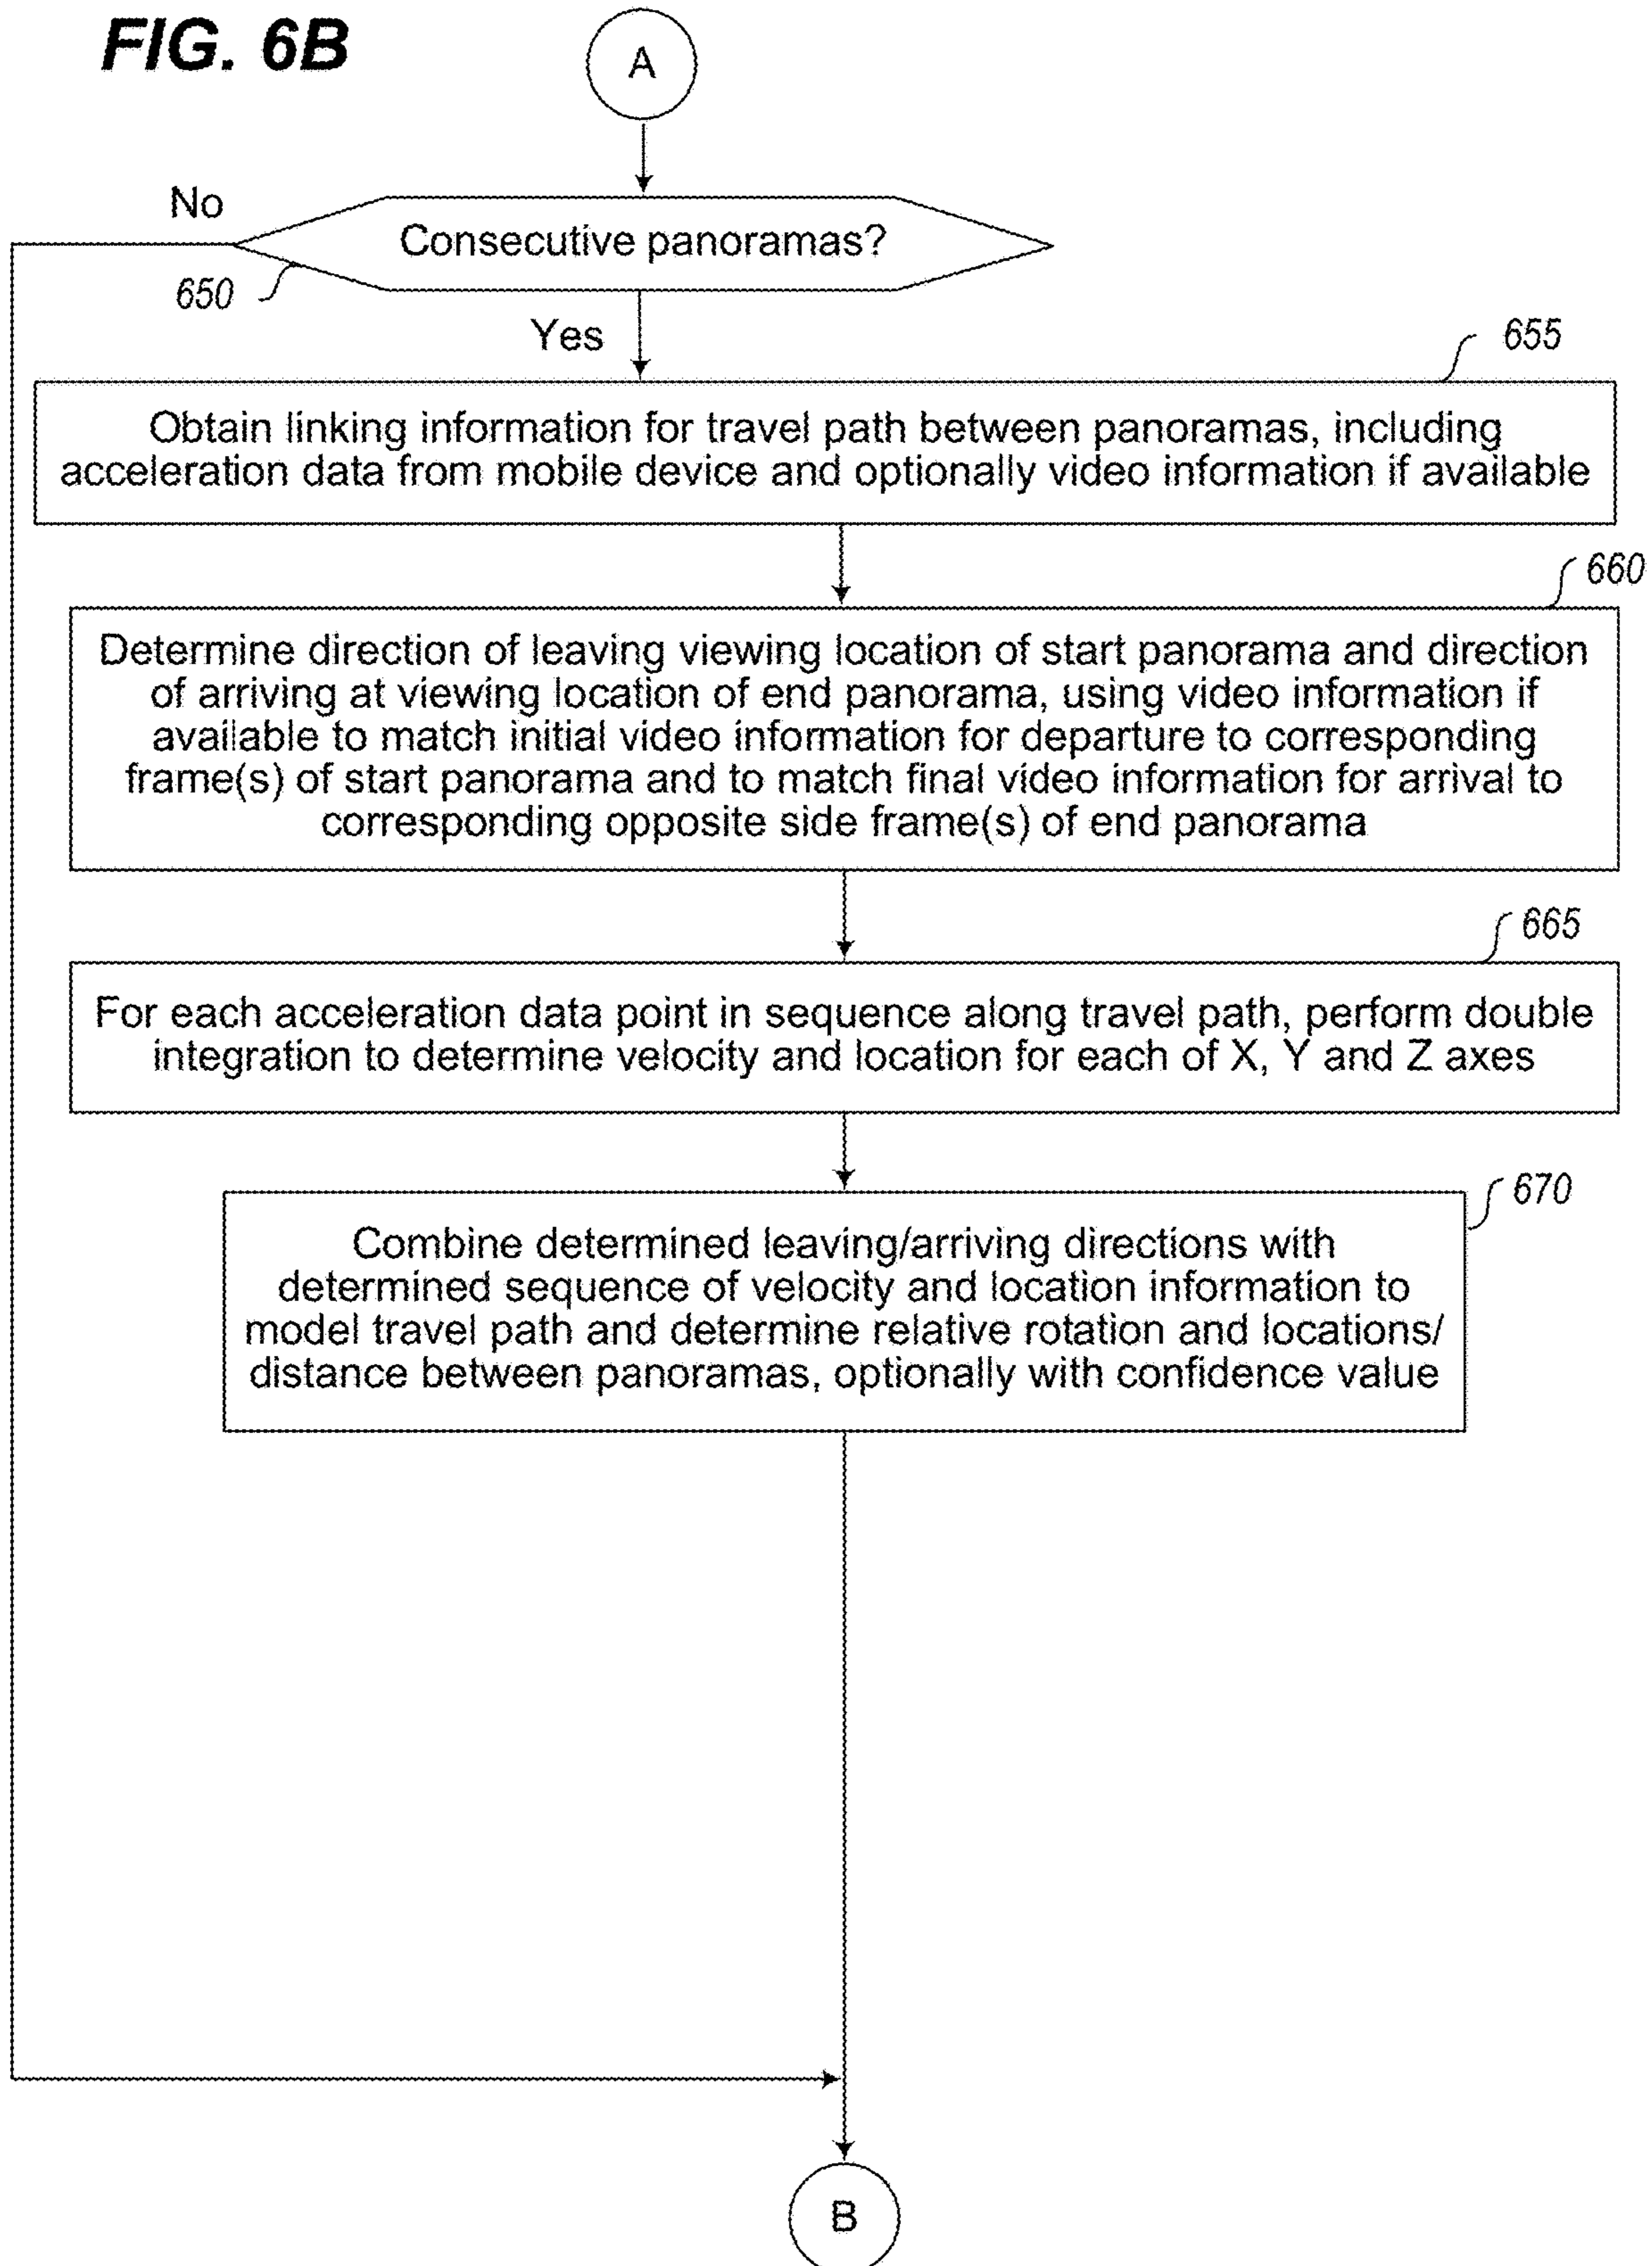 FIG. 6B
A
No
Consecutive panoramas?
650
Yes
655
Obtain linking information for travel path between panoramas, including
acceleration data from mobile device and optionally video information if available
660
Determine direction of leaving viewing location of start panorama and direction
of arriving at viewing location of end panorama, using video information if
available to match initial video information for departure to corresponding
frame(s) of start panorama and to match final video information for arrival to
corresponding opposite side frame(s) of end panorama
665
For each acceleration data point in sequence along travel path, perform double
integration to determine velocity and location for each of X, Y and Z axes
670
Combine determined leaving/arriving directions with
determined sequence of velocity and location information to
model travel path and determine relative rotation and locations/
distance between panoramas, optionally with confidence value
B